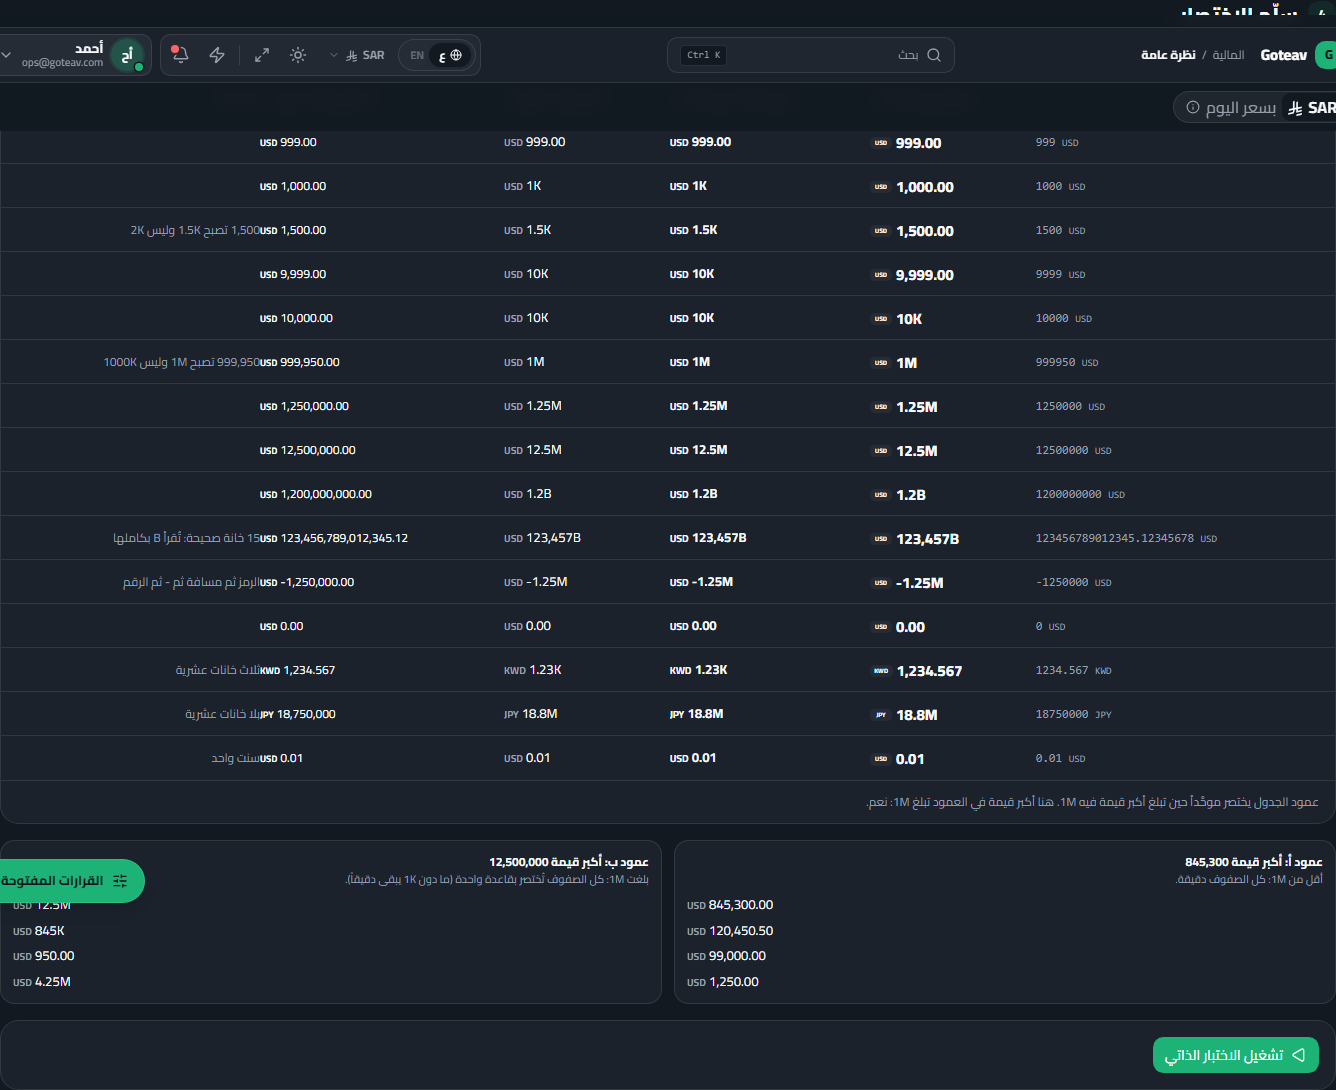 سلّم الاختصار
4
G Goteav المالية / نظرة عامة
بحث Ctrl K
EN ع
SAR
أحمد
ops@goteav.com
أح
SAR بسعر اليوم
999 USD USD 999.00 USD 999.00 USD 999.00 USD 999.00
1000 USD USD 1,000.00 USD 1K USD 1K USD 1,000.00
1500 USD USD 1,500.00 USD 1.5K USD 1.5K USD 1,500.00 1,500 تصبح 1.5K وليس 2K
9999 USD USD 9,999.00 USD 10K USD 10K USD 9,999.00
10000 USD USD 10K USD 10K USD 10K USD 10,000.00
999950 USD USD 1M USD 1M USD 1M USD 999,950.00 999,950 تصبح 1M وليس 1000K
1250000 USD USD 1.25M USD 1.25M USD 1.25M USD 1,250,000.00
12500000 USD USD 12.5M USD 12.5M USD 12.5M USD 12,500,000.00
1200000000 USD USD 1.2B USD 1.2B USD 1.2B USD 1,200,000,000.00
123456789012345.12345678 USD USD 123,457B USD 123,457B USD 123,457B USD 123,456,789,012,345.12 15 خانة صحيحة: تُقرأ B بكاملها
-1250000 USD USD -1.25M USD -1.25M USD -1.25M USD -1,250,000.00 الرمز ثم مسافة ثم - ثم الرقم
0 USD USD 0.00 USD 0.00 USD 0.00 USD 0.00
1234.567 KWD KWD 1,234.567 KWD 1.23K KWD 1.23K KWD 1,234.567 ثلاث خانات عشرية
18750000 JPY JPY 18.8M JPY 18.8M JPY 18.8M JPY 18,750,000 بلا خانات عشرية
0.01 USD USD 0.01 USD 0.01 USD 0.01 USD 0.01 سنت واحد
عمود الجدول يختصر موحَّداً حين تبلغ أكبر قيمة فيه 1M. هنا أكبر قيمة في العمود تبلغ 1M: نعم.
عمود أ: أكبر قيمة 845,300
أقل من 1M: كل الصفوف دقيقة.
USD 845,300.00
USD 120,450.50
USD 99,000.00
USD 1,250.00
عمود ب: أكبر قيمة 12,500,000
بلغت 1M: كل الصفوف تُختصر بقاعدة واحدة (ما دون 1K يبقى دقيقاً).
USD 12.5M
USD 845K
USD 950.00
USD 4.25M
القرارات المفتوحة
تشغيل الاختبار الذاتي